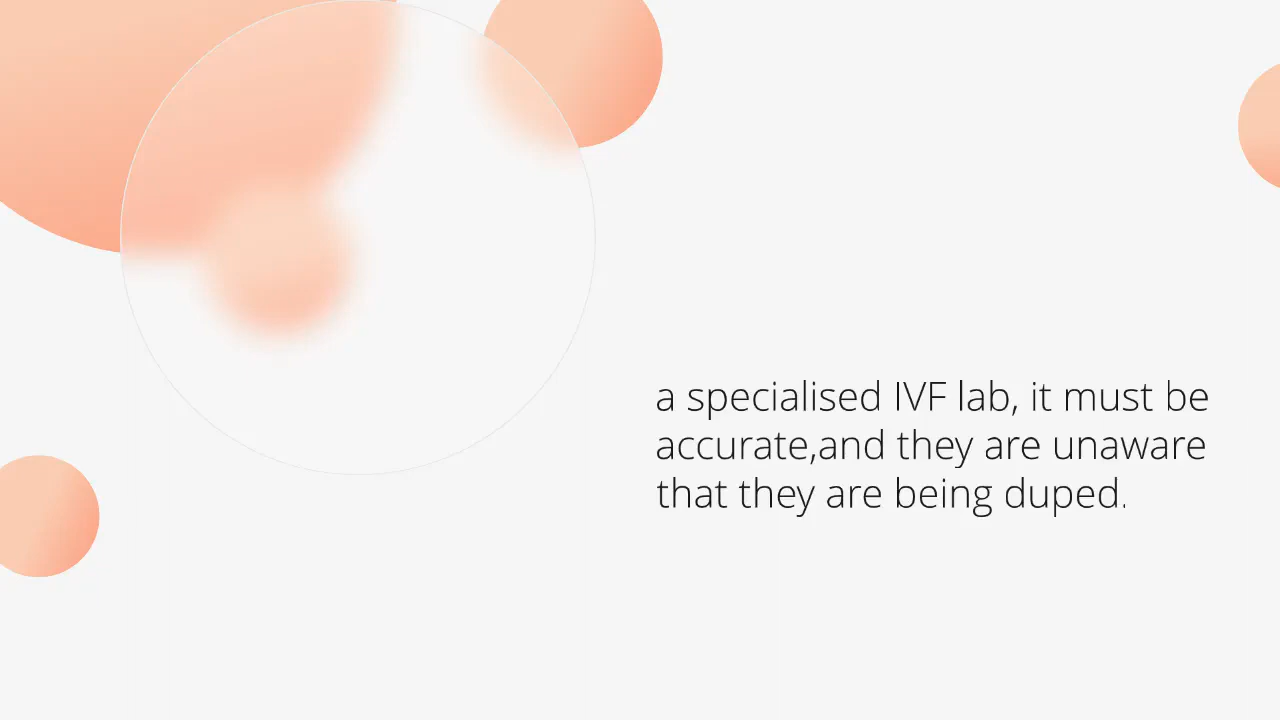 a specialised IVF lab, it must be
accurate,and they are unaware
that they are being duped.